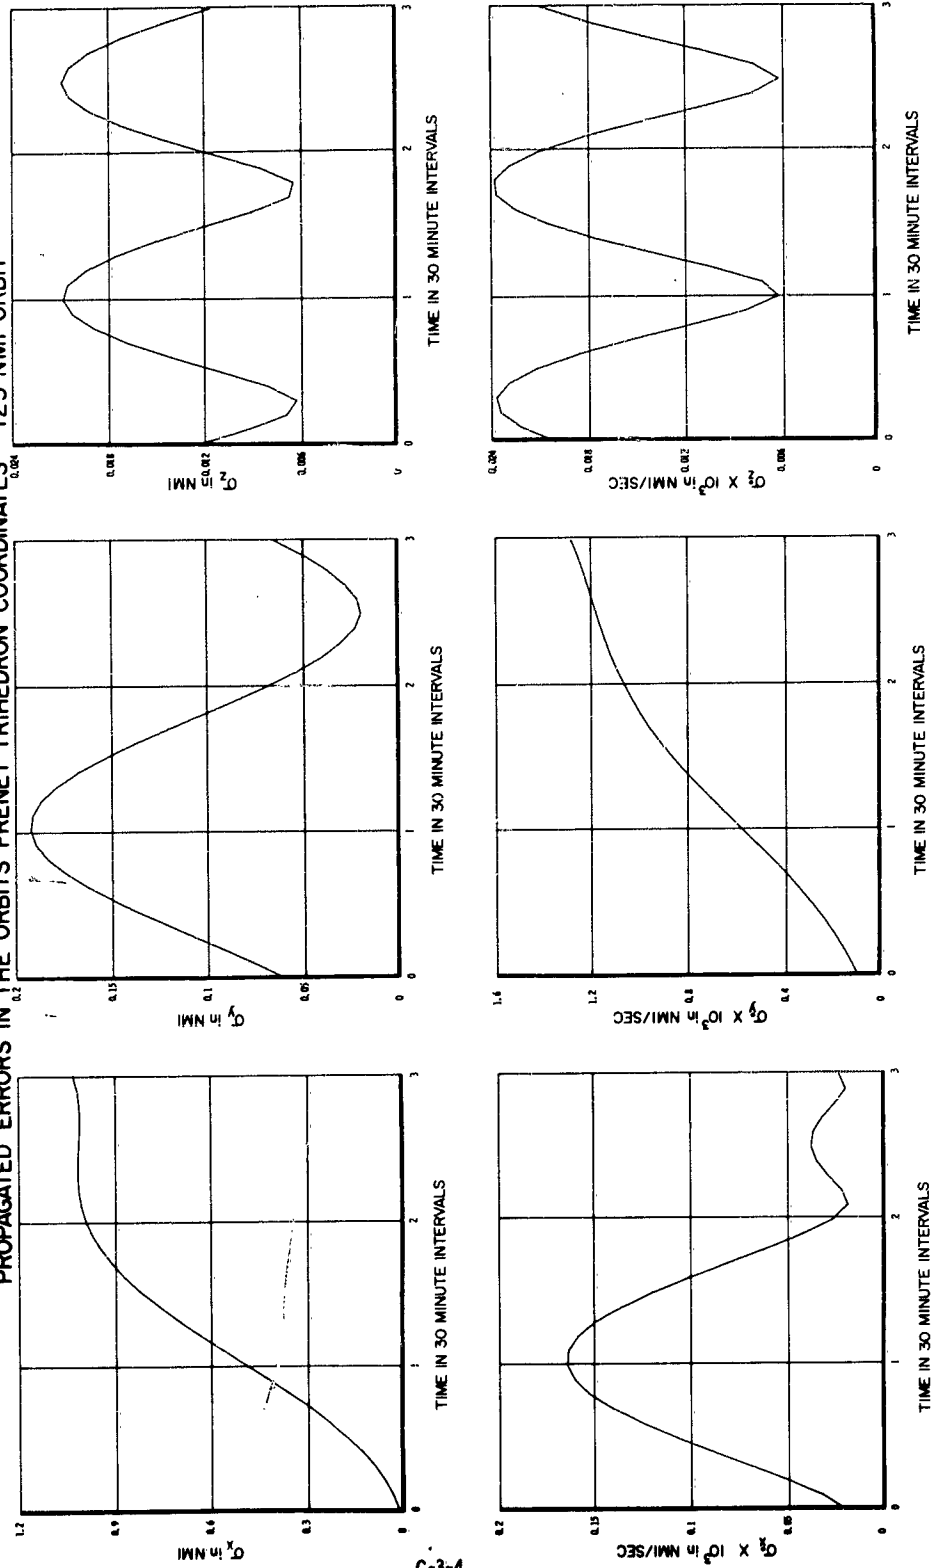 PROPAGATED ERRORS IN THE ORBITS FRENET TRIHEDRON COORDINATES 125 NMI ORBIT
σx in NMI
1.2
0.9
0.6
0.3
0
0 1 2 3
TIME IN 30 MINUTE INTERVALS
σy in NMI
0.2
0.15
0.1
0.05
0
0 1 2 3
TIME IN 30 MINUTE INTERVALS
σz in NMI
0.024
0.018
0.012
0.006
0 1 2 3
TIME IN 30 MINUTE INTERVALS
σẋ X 10³ in NMI/SEC
0.2
0.15
0.1
0.05
0
0 1 2 3
TIME IN 30 MINUTE INTERVALS
σẏ X 10³ in NMI/SEC
1.6
1.2
0.8
0.4
0
0 1 2 3
TIME IN 30 MINUTE INTERVALS
σż X 10³ in NMI/SEC
0.024
0.018
0.012
0.006
0
0 1 2 3
TIME IN 30 MINUTE INTERVALS
C-3-4